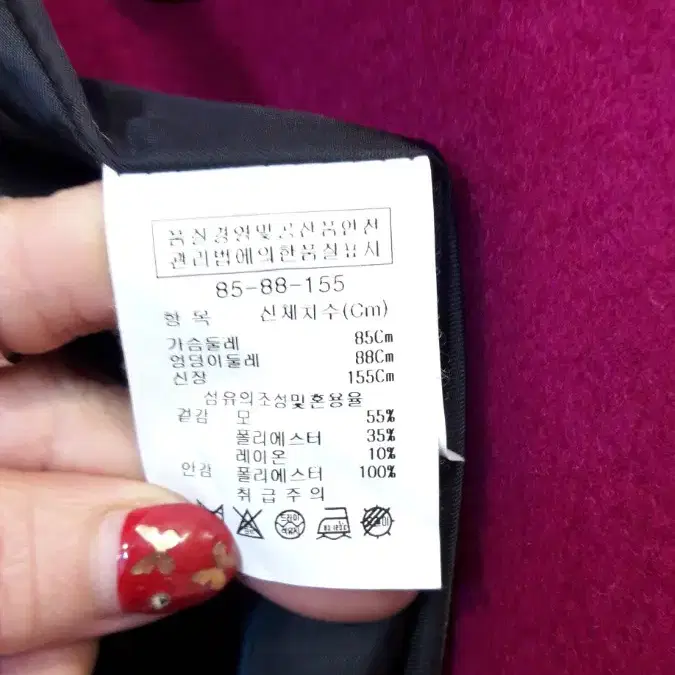 품질경영및공산품안전
관리법에의한품질표시
85-88-155
항 목 신체치수(Cm)
가슴둘레 85Cm
엉덩이둘레 88Cm
신장 155Cm
섬유의조성및혼용율
겉감 모 55%
폴리에스터 35%
레이온 10%
안감 폴리에스터 100%
취급주의
드라이